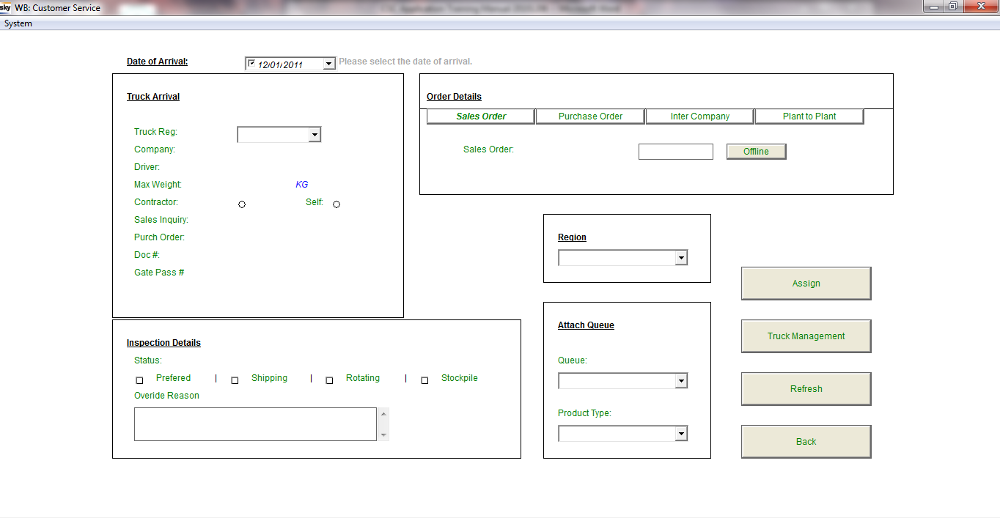 sky WB: Customer Service
System
Date of Arrival: 12/01/2011 Please select the date of arrival.
Truck Arrival
Truck Reg:
Company:
Driver:
Max Weight: KG
Contractor: Self:
Sales Inquiry:
Purch Order:
Doc #:
Gate Pass #
Order Details
Sales Order Purchase Order Inter Company Plant to Plant
Sales Order: Offline
Region
Inspection Details
Status:
Prefered | Shipping | Rotating | Stockpile
Overide Reason
Attach Queue
Queue:
Product Type:
Assign
Truck Management
Refresh
Back